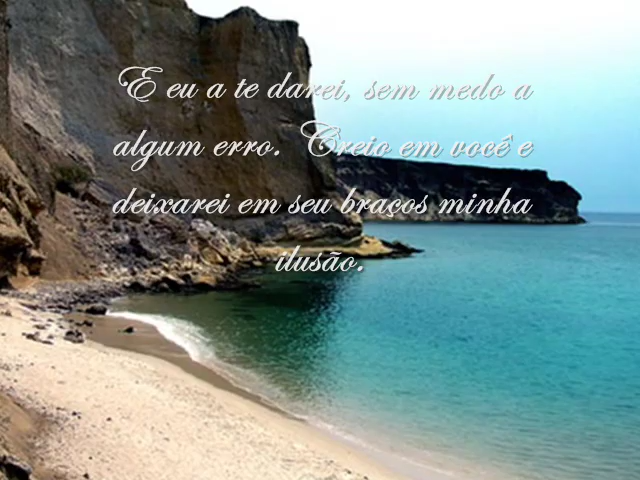 E eu a te darei, sem medo a
algum erro. Creio em você e
deixarei em seu braços minha
ilusão.